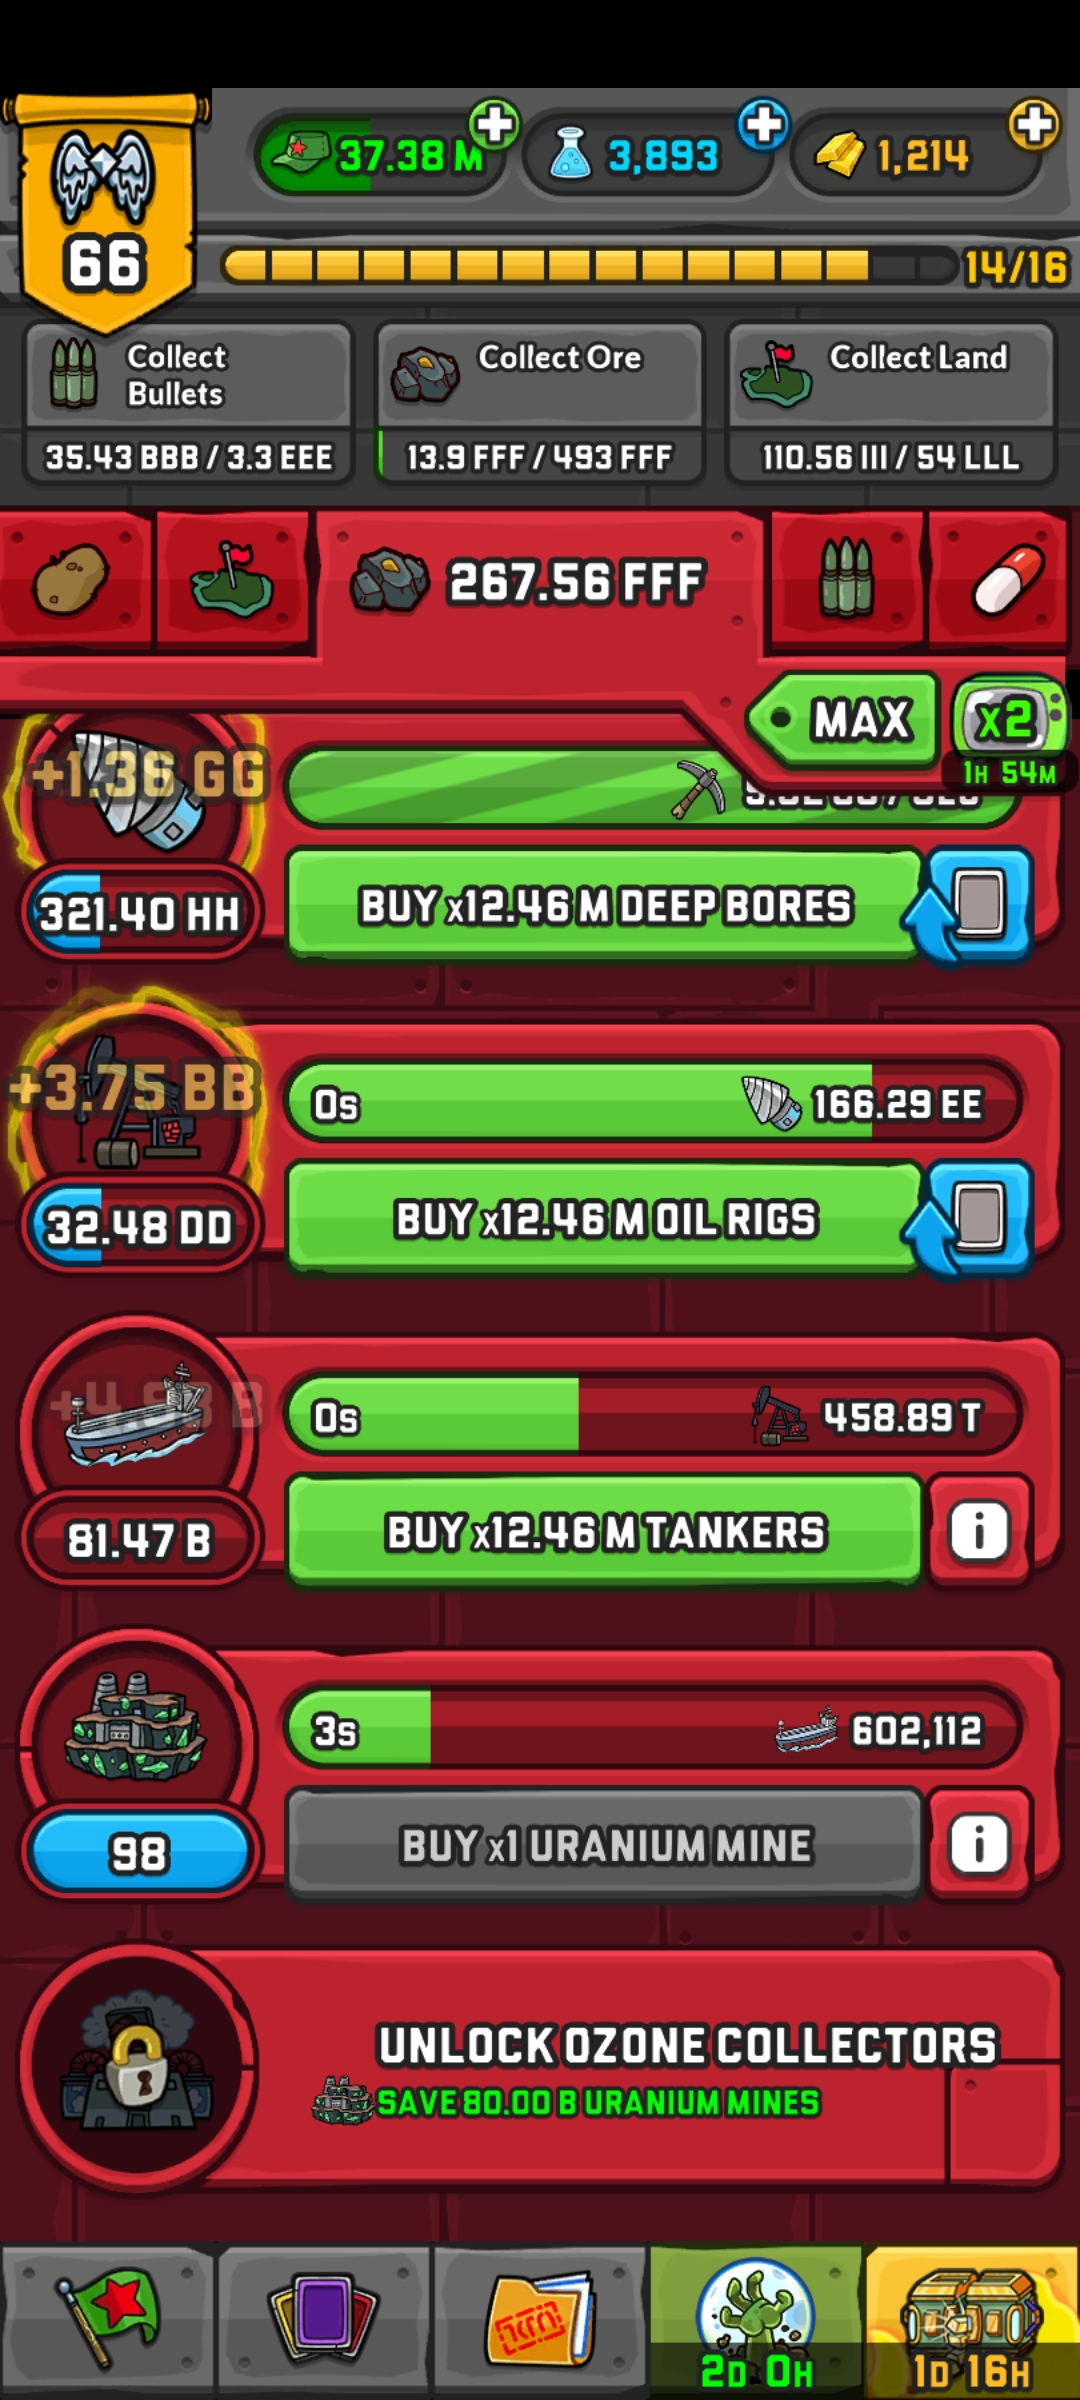 37.38 M
3,893
1,214
66
14/16
Collect
Bullets
Collect Ore
Collect Land
35.43 BBB / 3.3 EEE
13.9 FFF / 493 FFF
110.56 III / 54 LLL
267.56 FFF
MAX
x2
1H 54M
+1.36 GG
321.40 HH
BUY x12.46 M DEEP BORES
+3.75 BB
0s
166.29 EE
32.48 DD
BUY x12.46 M OIL RIGS
0s
458.89 T
81.47 B
BUY x12.46 M TANKERS
3s
602,112
98
BUY x1 URANIUM MINE
UNLOCK OZONE COLLECTORS
SAVE 80.00 B URANIUM MINES
2D 0H
1D 16H